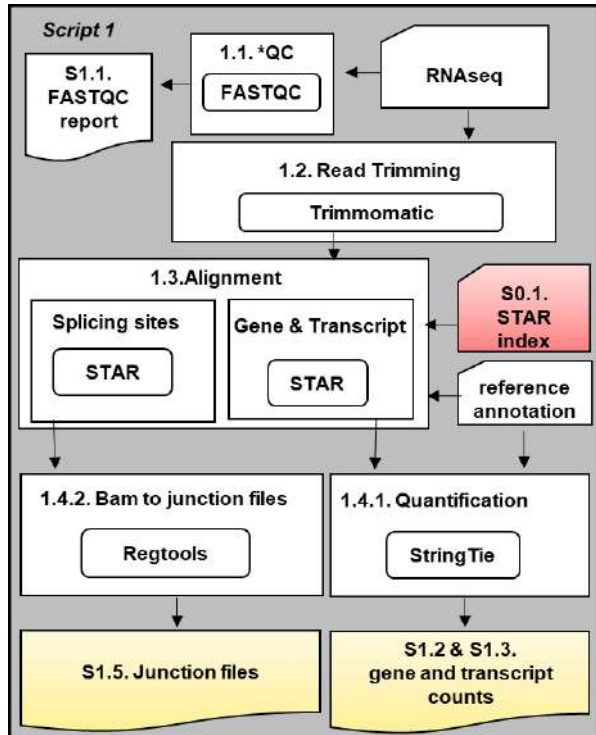 Script 1
1.1. *QC
FASTQC
S1.1.
FASTQC
report
RNAseq
1.2. Read Trimming
Trimmomatic
1.3.Alignment
Splicing sites
STAR
Gene & Transcript
STAR
S0.1.
STAR
index
reference
annotation
1.4.2. Bam to junction files
Regtools
1.4.1. Quantification
StringTie
S1.5. Junction files
S1.2 & S1.3.
gene and transcript
counts